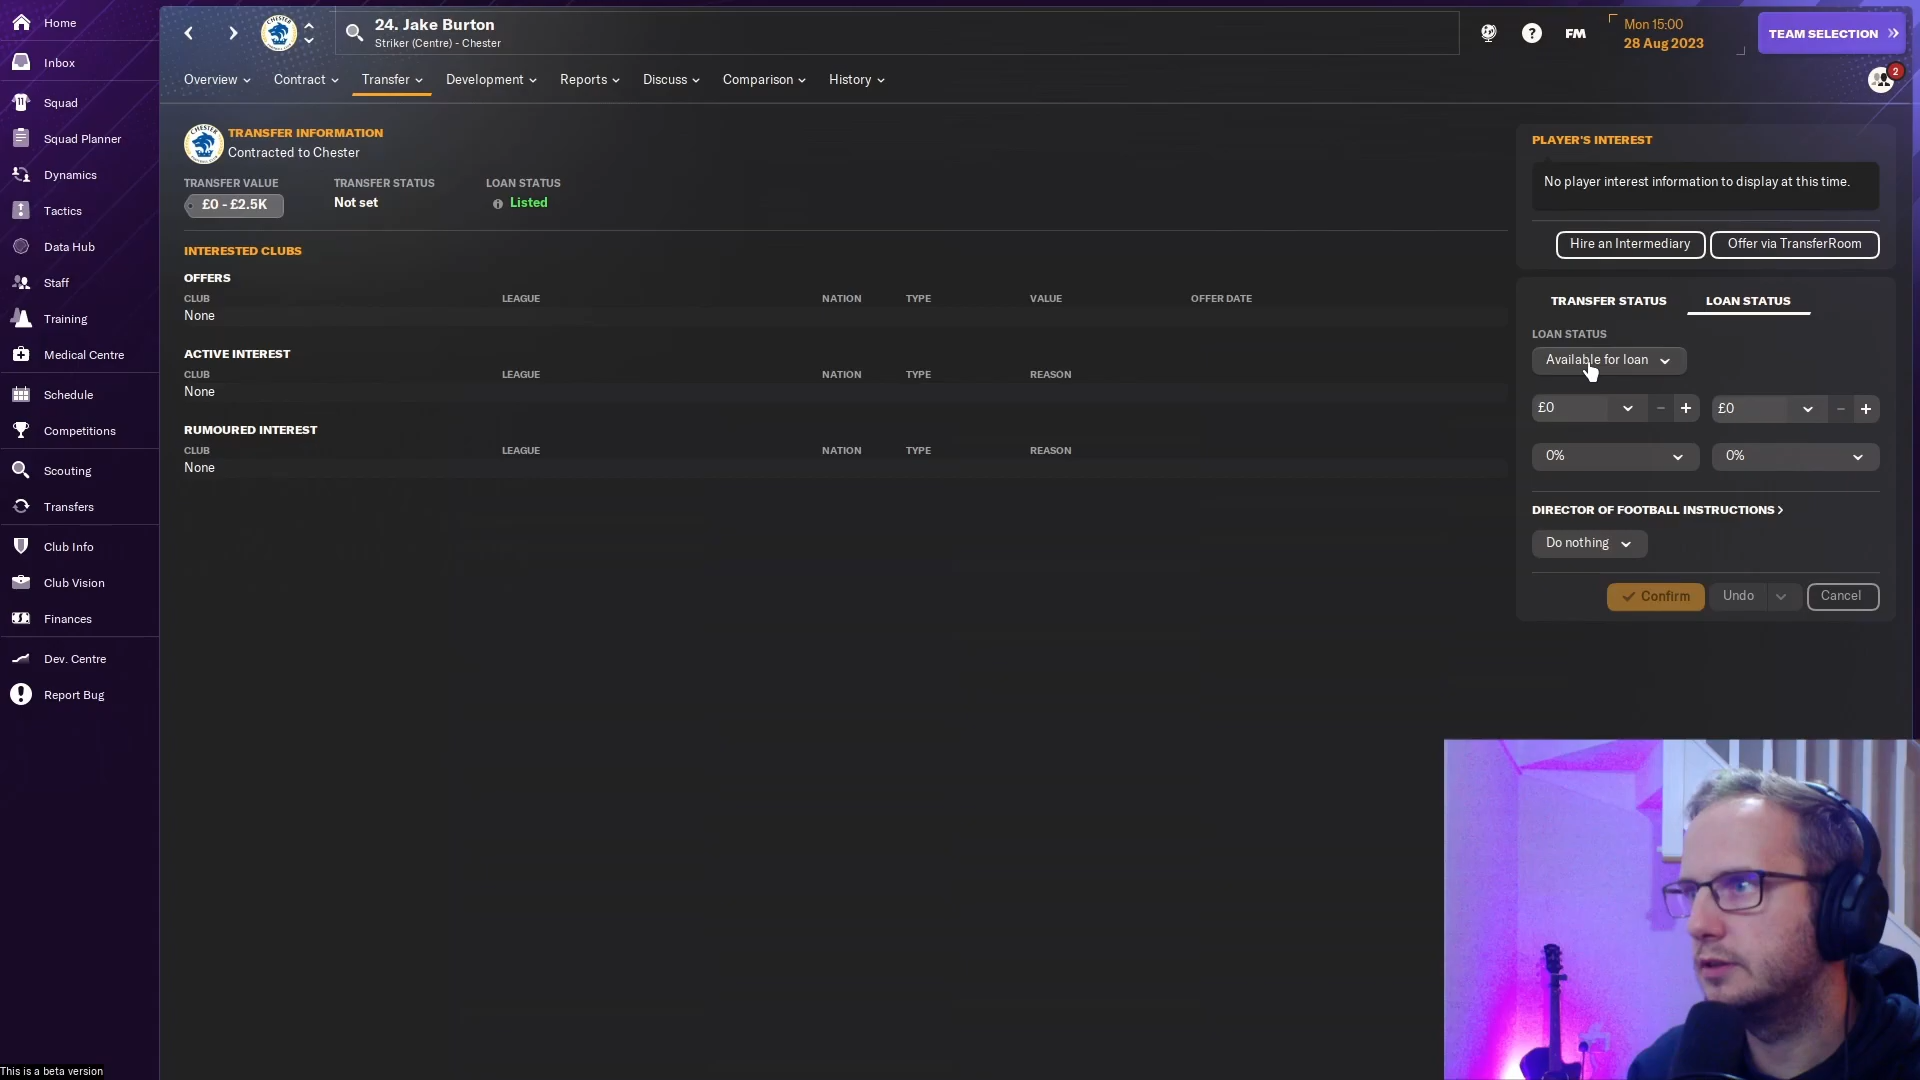 Home
Inbox
Squad
Squad Planner
Dynamics
Tactics
Data Hub
Staff
Training
Medical Centre
Schedule
Competitions
Scouting
Transfers
Club Info
Club Vision
Finances
Dev. Centre
Report Bug
This is a beta version
24. Jake Burton
Striker (Centre) - Chester
FM
Mon 15:00
28 Aug 2023
TEAM SELECTION
2
Overview Contract Transfer Development Reports Discuss Comparison History
CHESTER
TRANSFER INFORMATION
Contracted to Chester
TRANSFER VALUE TRANSFER STATUS LOAN STATUS
£0 - £2.5K Not set Listed
INTERESTED CLUBS
OFFERS
CLUB LEAGUE NATION TYPE VALUE OFFER DATE
None
ACTIVE INTEREST
CLUB LEAGUE NATION TYPE REASON
None
RUMOURED INTEREST
CLUB LEAGUE NATION TYPE REASON
None
PLAYER'S INTEREST
No player interest information to display at this time.
Hire an Intermediary Offer via TransferRoom
TRANSFER STATUS LOAN STATUS
LOAN STATUS
Available for loan
£0 £0
0% 0%
DIRECTOR OF FOOTBALL INSTRUCTIONS
Do nothing
Confirm Undo Cancel